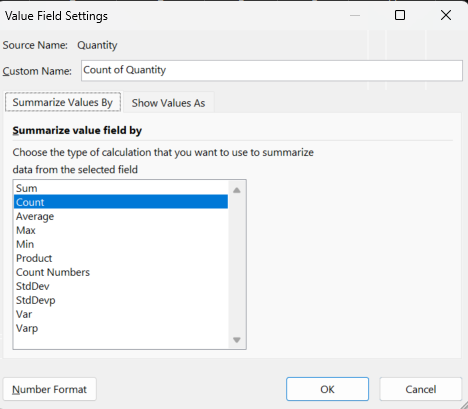 Value Field Settings
Source Name: Quantity
Custom Name: Count of Quantity
Summarize Values By Show Values As
Summarize value field by
Choose the type of calculation that you want to use to summarize
data from the selected field
Sum
Count
Average
Max
Min
Product
Count Numbers
StdDev
StdDevp
Var
Varp
Number Format OK Cancel